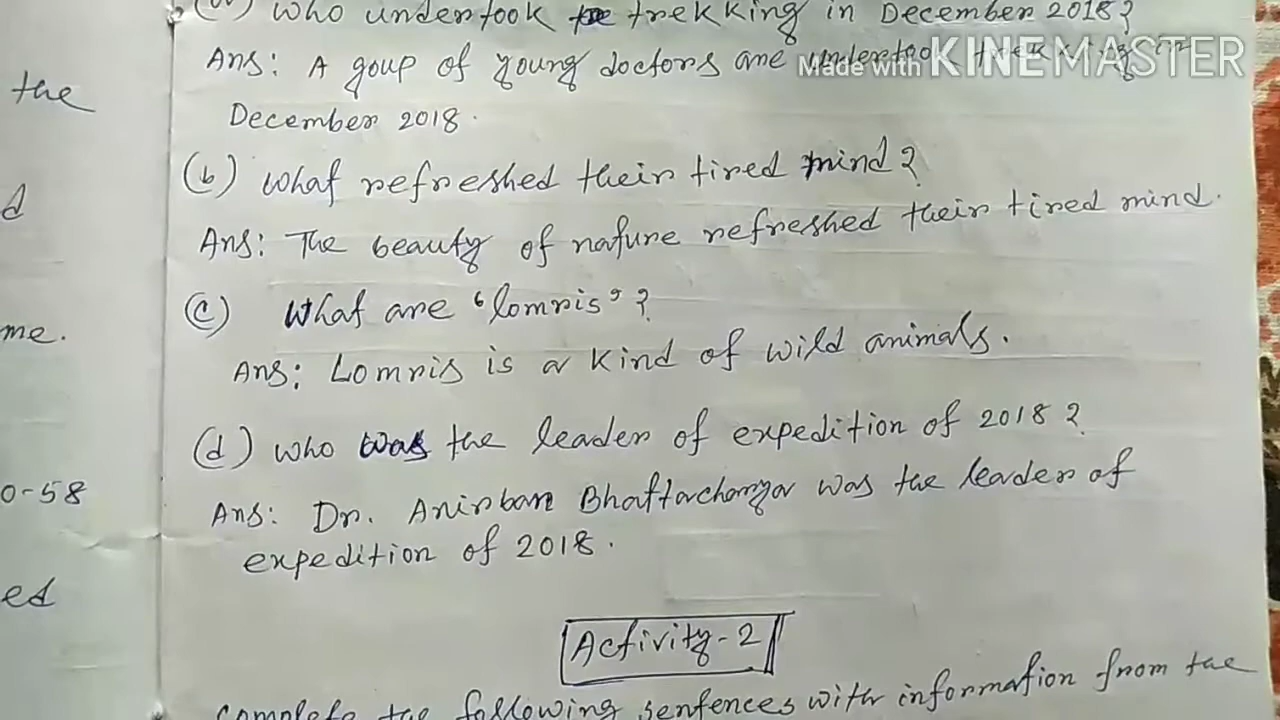 (a) Who undertook the trekking in December 2018?
Ans: A goup of young doctors are undertook trekking in
Made with KINEMASTER
the
December 2018.
(b) What refreshed their tired mind?
d
Ans: The beauty of nature refreshed their tired mind.
(c) What are 'lomris'?
me.
Ans: Lomris is a kind of wild animals.
(d) Who was the leader of expedition of 2018?
0-58
Ans: Dr. Anirban Bhattacharya was the leader of
expedition of 2018.
ed
Activity-2
complete the following sentences with information from the